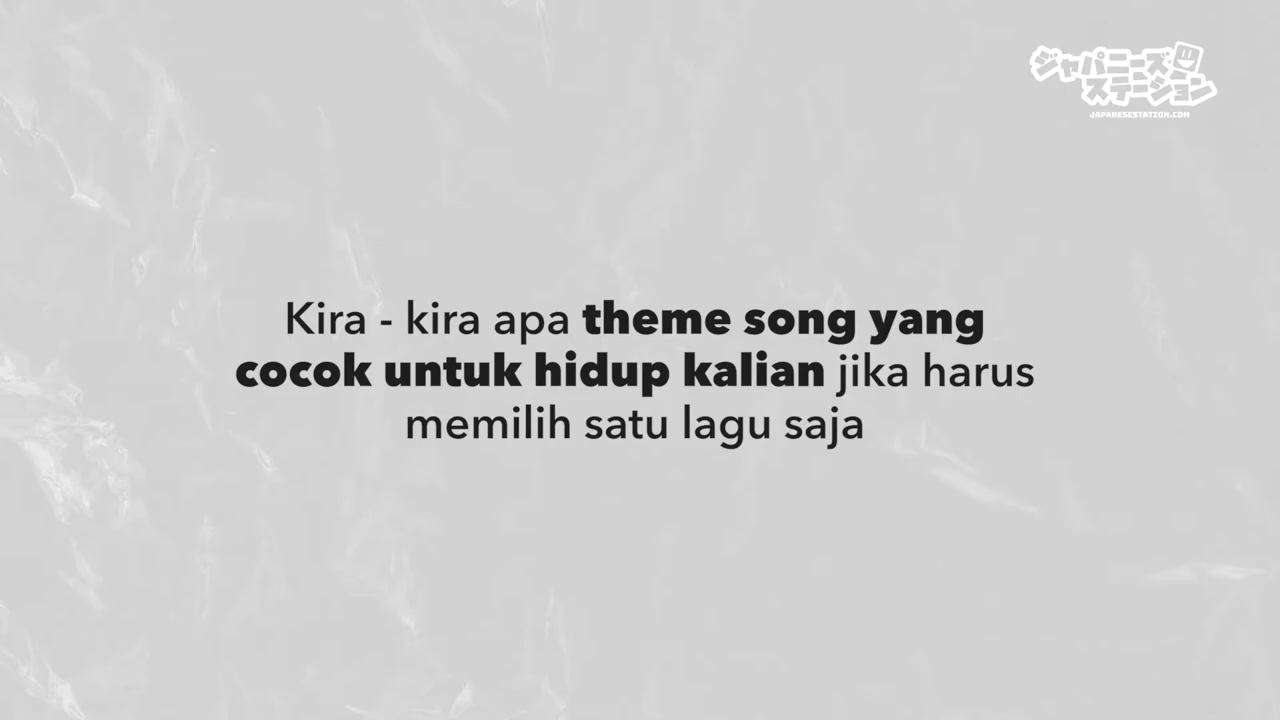 ジャパニーズ
ステーション
JAPANESESTATION.COM
Kira - kira apa theme song yang
cocok untuk hidup kalian jika harus
memilih satu lagu saja